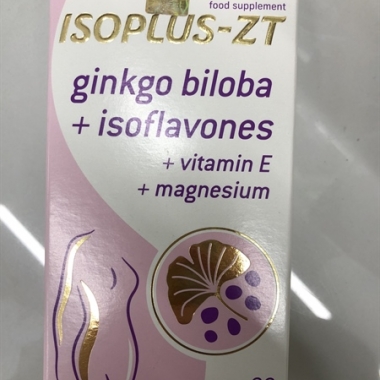 food supplement
ISOPLUS-ZT
ginkgo biloba
+ isoflavones
+ vitamin E
+ magnesium